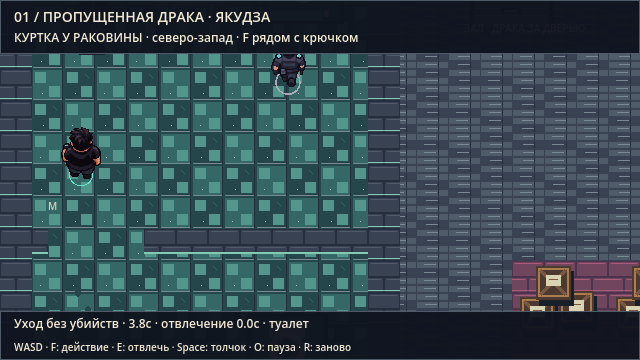 01 / ПРОПУЩЕННАЯ ДРАКА · ЯКУДЗА
КУРТКА У РАКОВИНЫ · северо-запад · F рядом с крючком
М
Уход без убийств · 3.8с · отвлечение 0.0с · туалет
WASD · F: действие · E: отвлечь · Space: толчок · O: пауза · R: заново